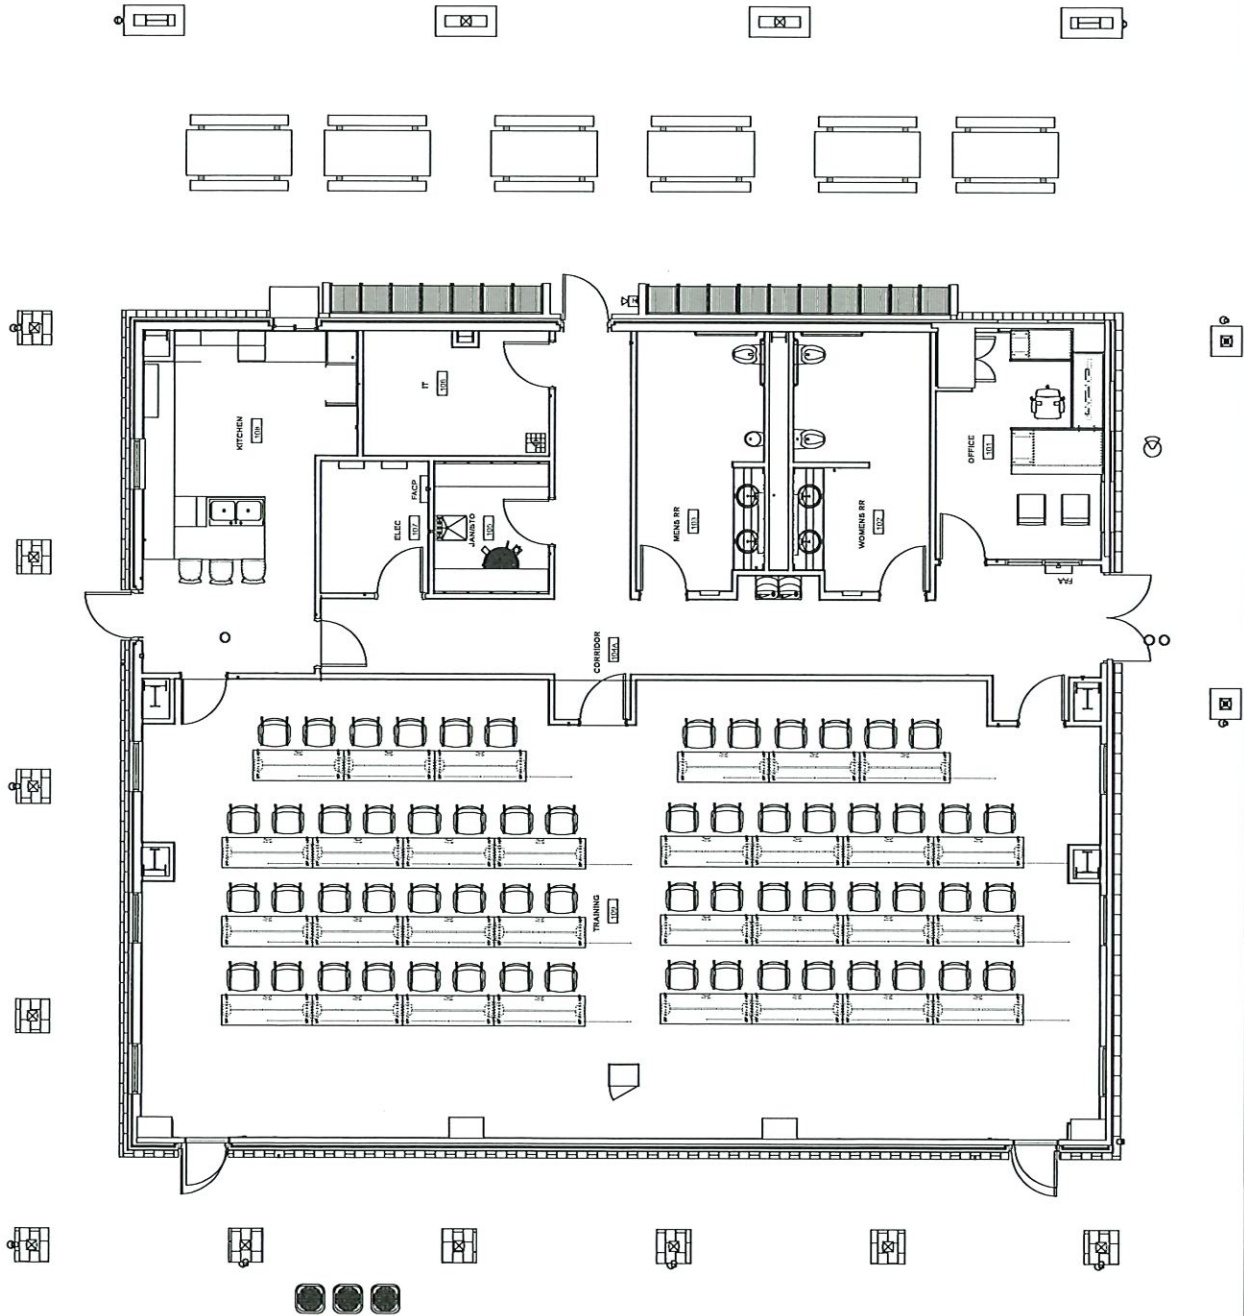 KITCHEN
108
IT
106
FACP
ELEC
107
JAN/STO
105
MENS RR
103
WOMENS RR
102
OFFICE
101
FAA
CORRIDOR
104A
TRAINING
109